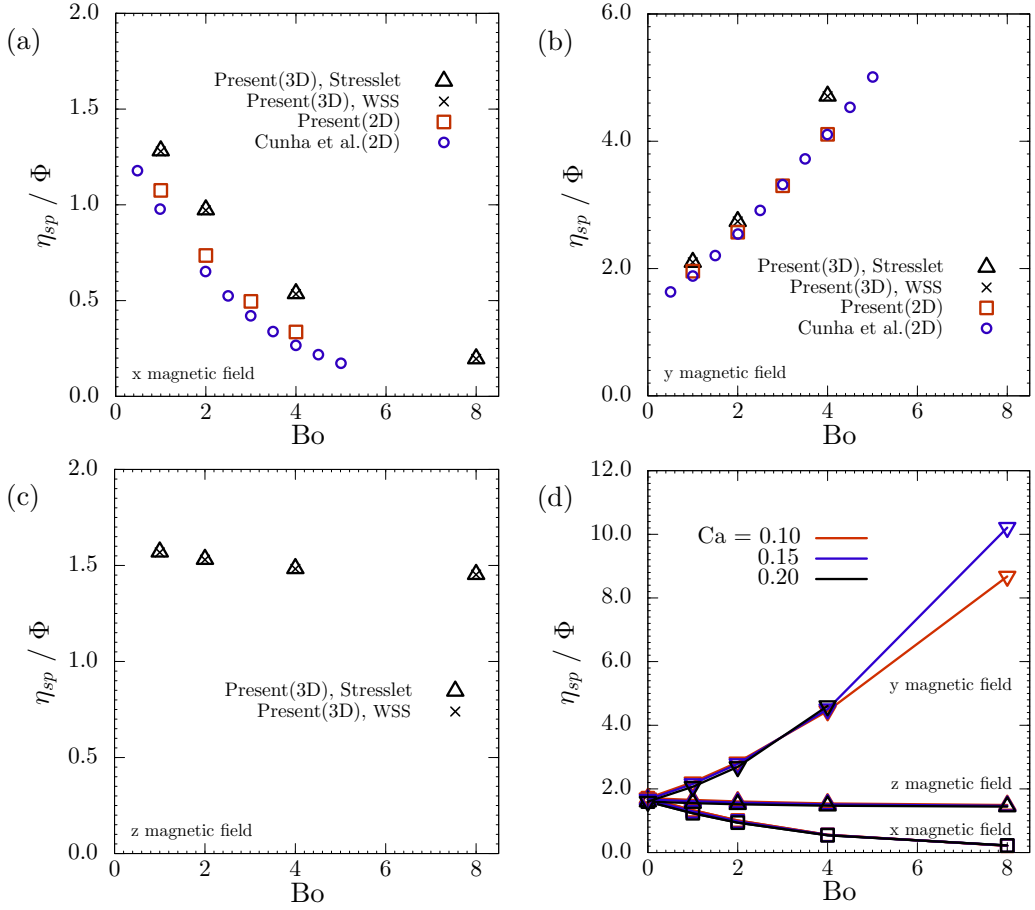 (a)
2.0
1.5
1.0
0.5
0.0
η_sp / Φ
Present(3D), Stresslet
Present(3D), WSS
Present(2D)
Cunha et al.(2D)
x magnetic field
0 2 4 6 8
Bo
(b)
6.0
4.0
2.0
0.0
η_sp / Φ
Present(3D), Stresslet
Present(3D), WSS
Present(2D)
Cunha et al.(2D)
y magnetic field
0 2 4 6 8
Bo
(c)
2.0
1.5
1.0
0.5
0.0
η_sp / Φ
Present(3D), Stresslet
Present(3D), WSS
z magnetic field
0 2 4 6 8
Bo
(d)
12.0
10.0
8.0
6.0
4.0
2.0
0.0
η_sp / Φ
Ca = 0.10
0.15
0.20
y magnetic field
z magnetic field
x magnetic field
0 2 4 6 8
Bo